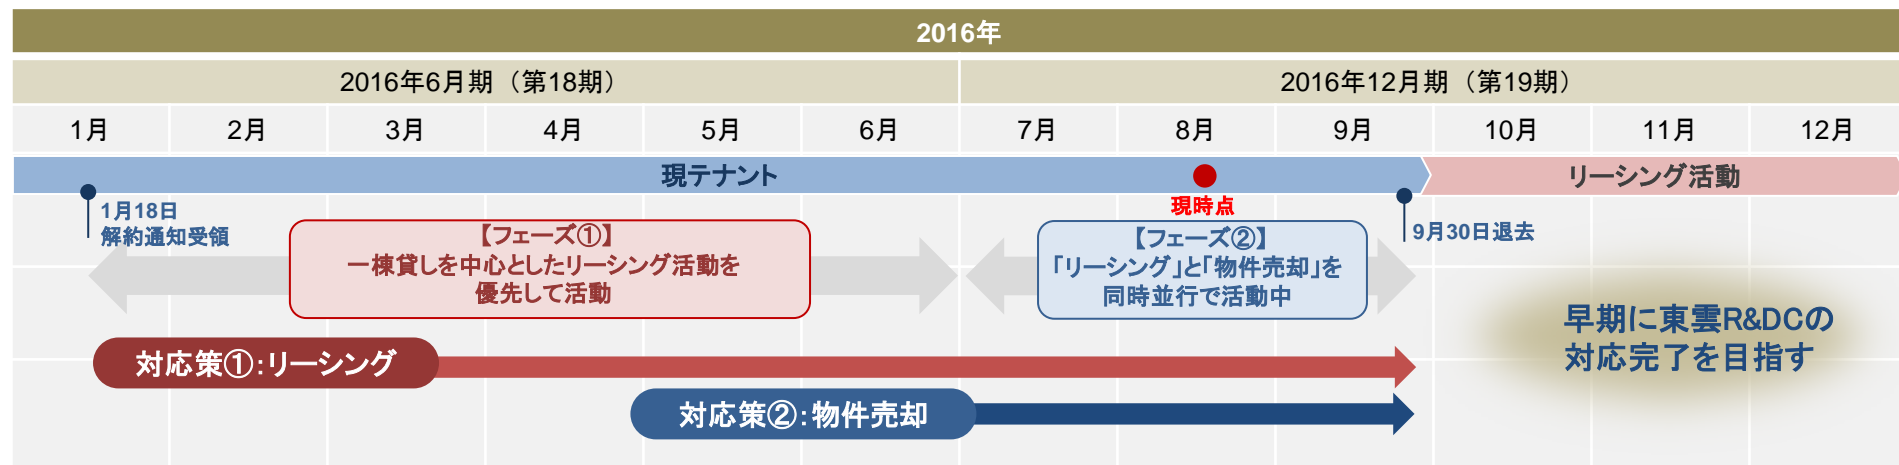 2016年
2016年6月期（第18期）
2016年12月期（第19期）
1月
2月
3月
4月
5月
6月
7月
8月
9月
10月
11月
12月
現テナント
リーシング活動
現時点
1月18日
解約通知受領
9月30日退去
【フェーズ①】
一棟貸しを中心としたリーシング活動を
優先して活動
【フェーズ②】
「リーシング」と「物件売却」を
同時並行で活動中
早期に東雲R&DCの
対応完了を目指す
対応策①：リーシング
対応策②：物件売却